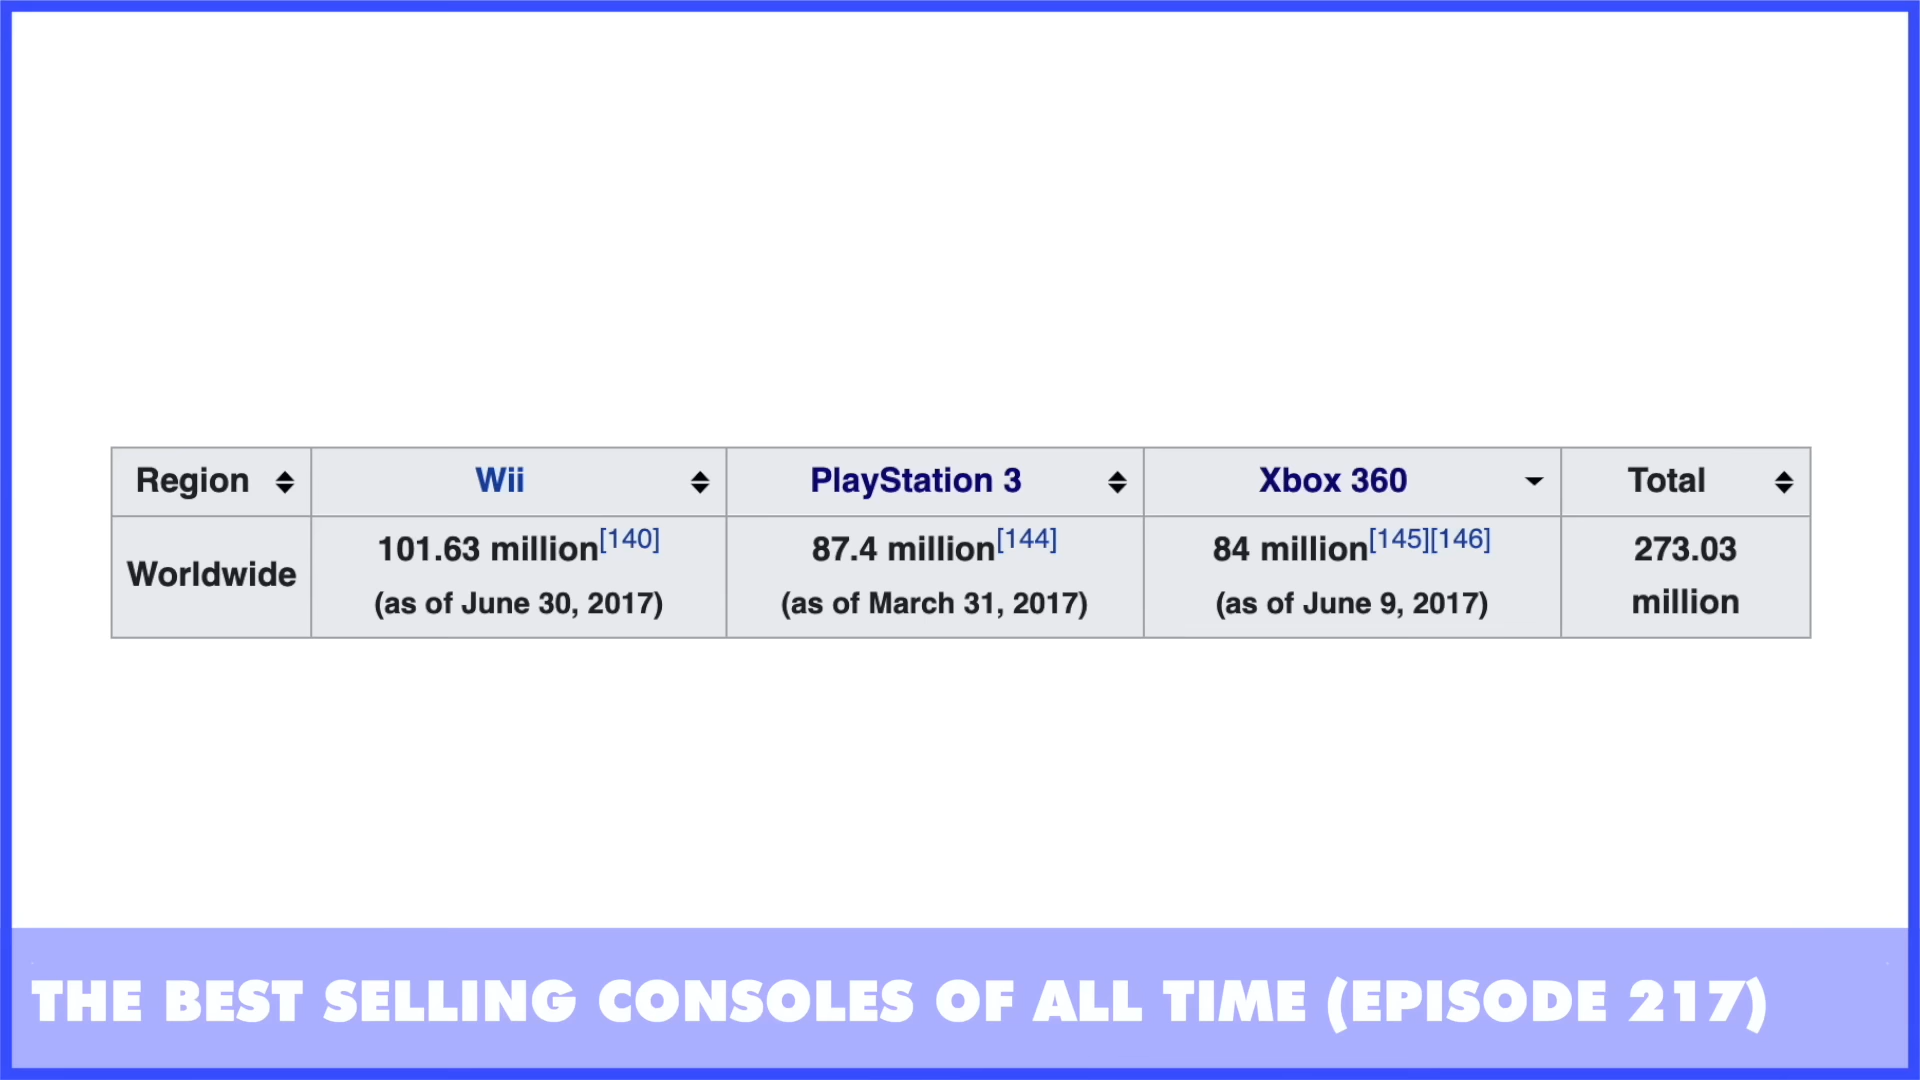 Region Wii PlayStation 3 Xbox 360 Total
Worldwide
101.63 million[140]
(as of June 30, 2017)
87.4 million[144]
(as of March 31, 2017)
84 million[145][146]
(as of June 9, 2017)
273.03
million
THE BEST SELLING CONSOLES OF ALL TIME (EPISODE 217)